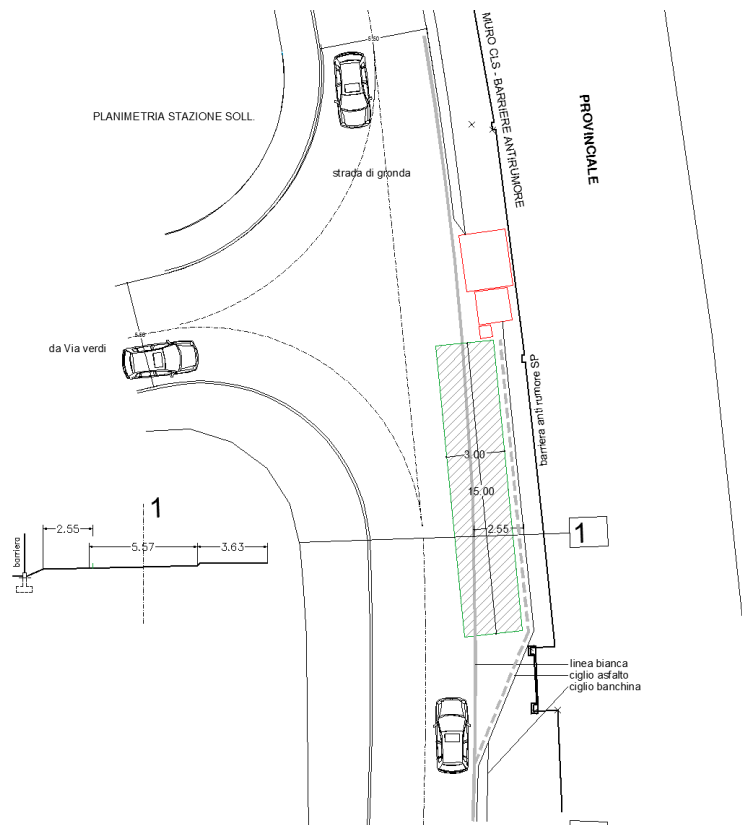 6.50
MURO CLS - BARRIERE ANTIRUMORE
PROVINCIALE
PLANIMETRIA STAZIONE SOLL.
strada di gronda
da Via verdi
barriera anti rumore SP
3.00
15.00
1
2.55
2.55
1
5.57
3.63
barriera
linea bianca
ciglio asfalto
ciglio banchina